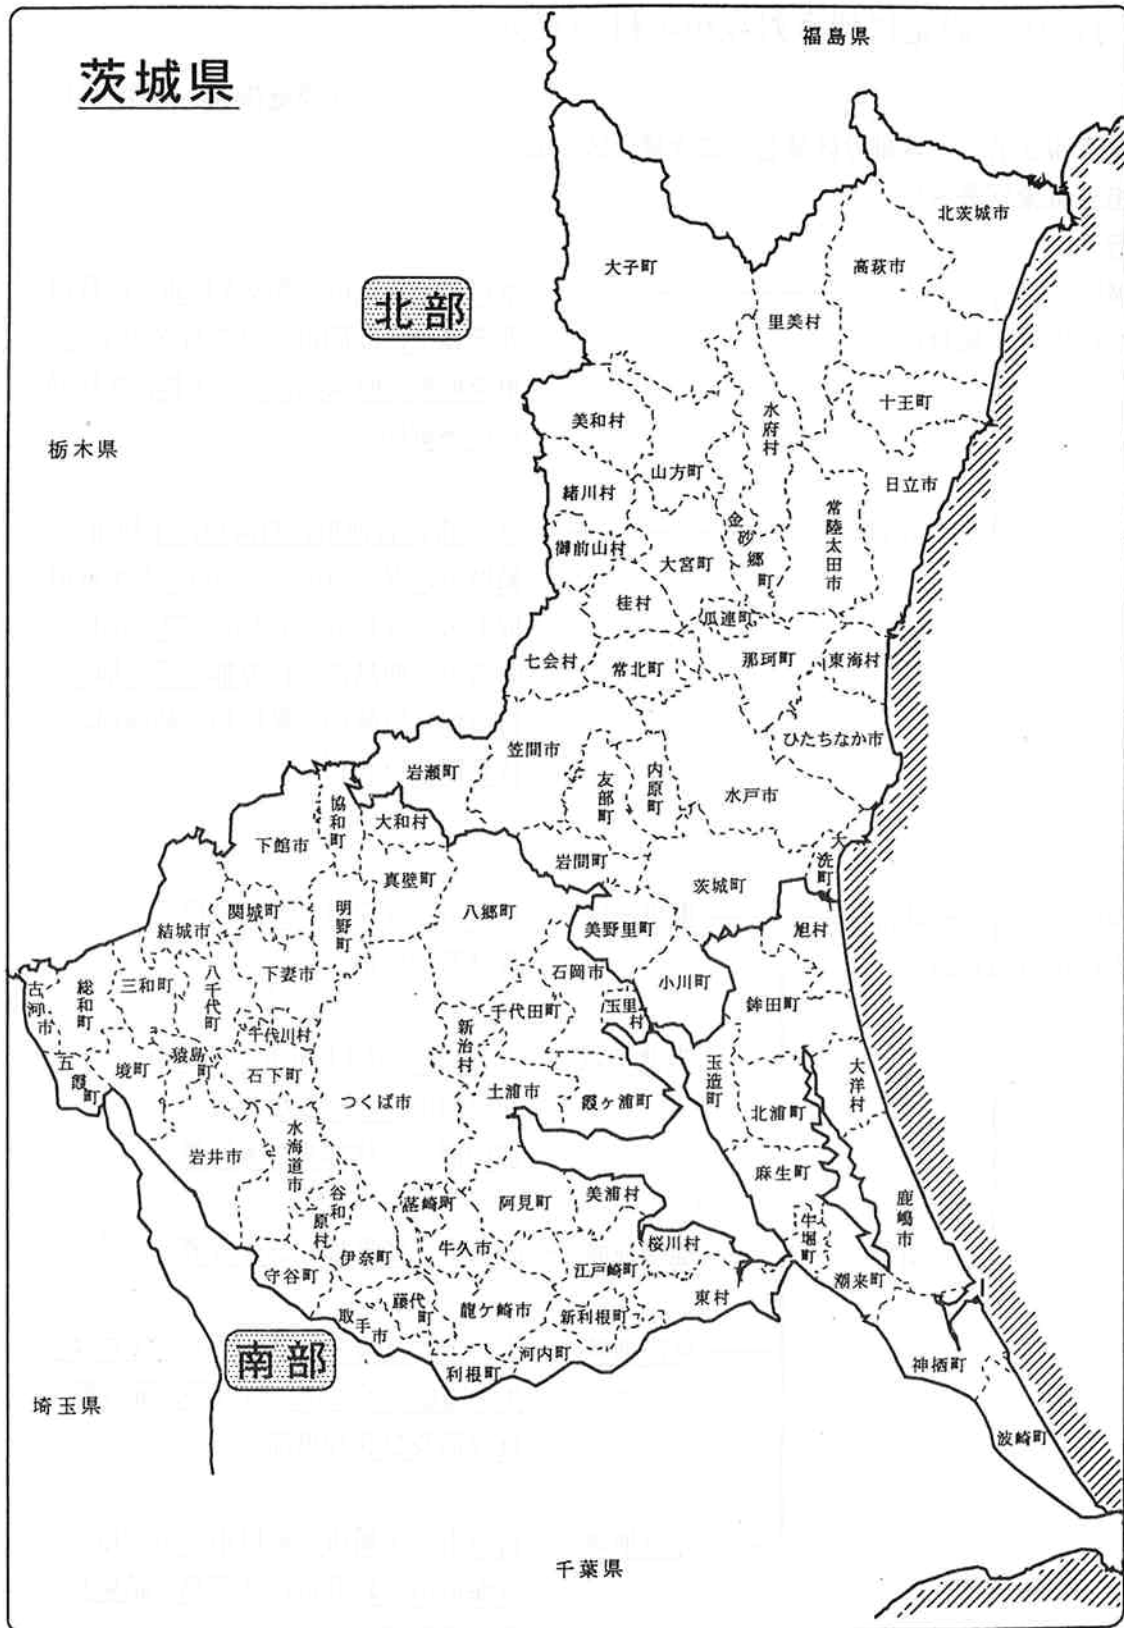 茨城県
福島県
北茨城市
高萩市
大子町
北部
里美村
十王町
美和村
水府村
栃木県
山方町
日立市
緒川村
常陸太田市
金砂郷町
御前山村
大宮町
桂村
瓜連町
七会村
常北町
那珂町
東海村
ひたちなか市
笠間市
岩瀬町
友部町
内原町
水戸市
協和町
大和村
下館市
大洗町
岩間町
真壁町
茨城町
関城町
明野町
八郷町
結城市
美野里町
旭村
下妻市
石岡市
小川町
古河市
総和町
三和町
八千代町
千代田町
玉里村
鉾田町
千代川村
新治村
五霞町
境町
猿島町
石下町
玉造町
大洋村
つくば市
土浦市
霞ヶ浦町
北浦町
岩井市
水海道市
麻生町
谷和原村
茎崎町
阿見町
美浦村
鹿嶋市
牛堀町
伊奈町
牛久市
桜川村
守谷町
江戸崎町
潮来町
取手市
藤代町
龍ケ崎市
新利根町
東村
南部
利根町
河内町
神栖町
埼玉県
波崎町
千葉県